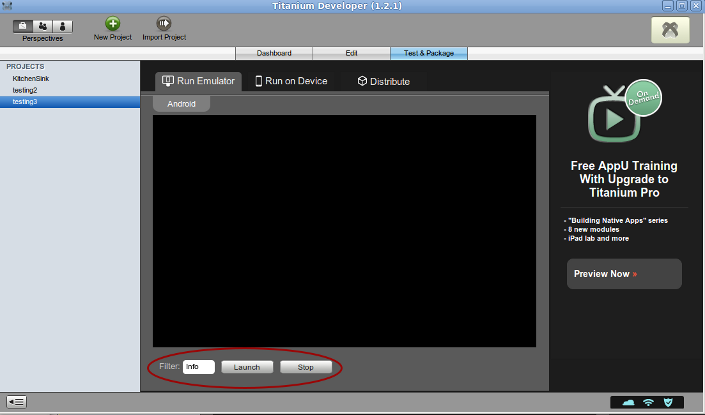 Titanium Developer (1.2.1)
Perspectives
New Project
Import Project
Dashboard
Edit
Test & Package
PROJECTS
KitchenSink
testing2
testing3
Run Emulator
Run on Device
Distribute
Android
Filter:
Info
Launch
Stop
On
Demand
Free AppU Training
With Upgrade to
Titanium Pro
• "Building Native Apps" series
• 8 new modules
• iPad lab and more
Preview Now »